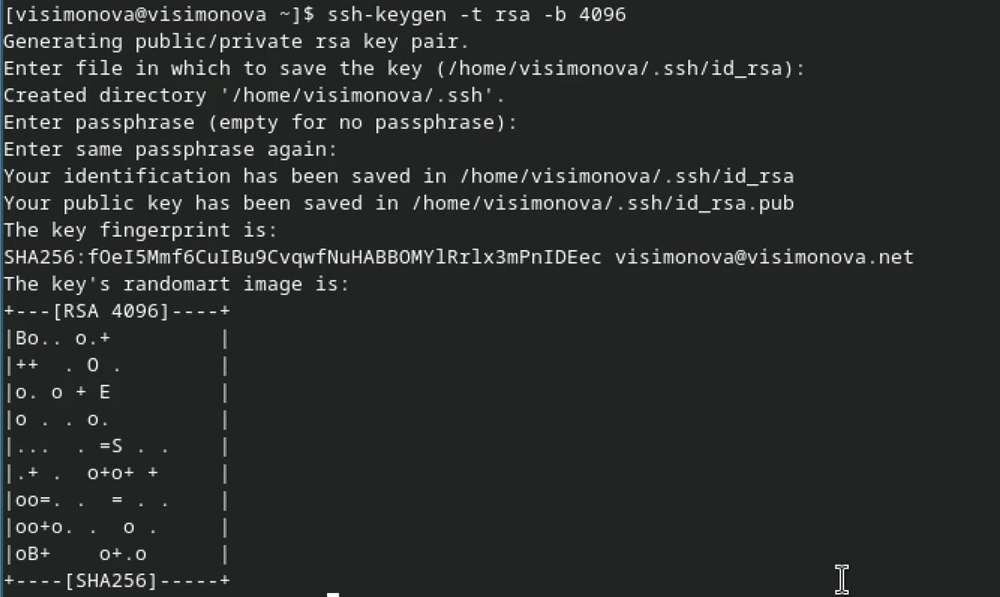 [visimonova@visimonova ~]$ ssh-keygen -t rsa -b 4096
Generating public/private rsa key pair.
Enter file in which to save the key (/home/visimonova/.ssh/id_rsa):
Created directory '/home/visimonova/.ssh'.
Enter passphrase (empty for no passphrase):
Enter same passphrase again:
Your identification has been saved in /home/visimonova/.ssh/id_rsa
Your public key has been saved in /home/visimonova/.ssh/id_rsa.pub
The key fingerprint is:
SHA256:fOeI5Mmf6CuIBu9CvqwfNuHABBOMYlRrlx3mPnIDEec visimonova@visimonova.net
The key's randomart image is:
+---[RSA 4096]----+
|Bo.. o.+         |
|++  . O .        |
|o. o + E         |
|o . . o.         |
|...  . =S . .    |
|.+ .  o+o+ +     |
|oo=. .  = . .    |
|oo+o. .  o .     |
|oB+    o+.o      |
+----[SHA256]-----+